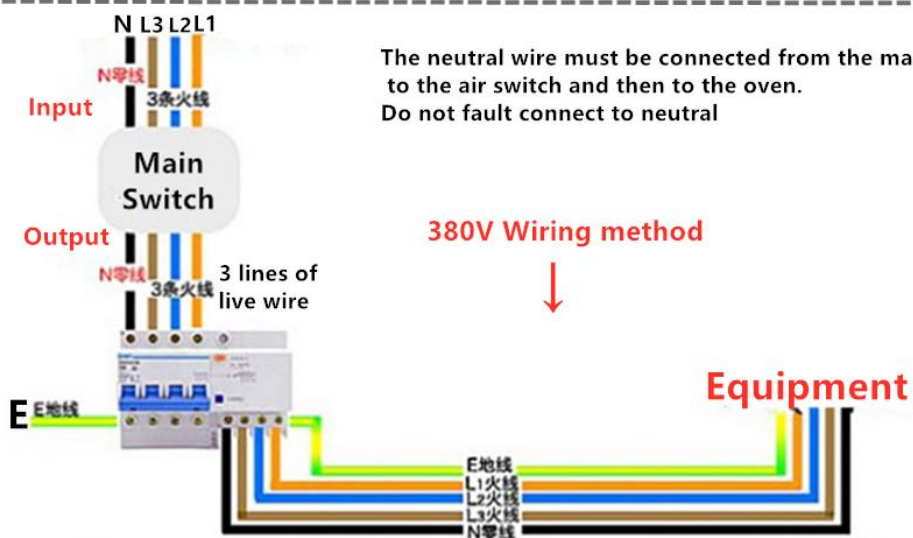 N L3 L2 L1
N零线
3条火线
Input
The neutral wire must be connected from the ma
to the air switch and then to the oven.
Do not fault connect to neutral
Main
Switch
Output
380V Wiring method
N零线
3条火线
3 lines of
live wire
Equipment
E
E地线
E地线
L1火线
L2火线
L3火线
N零线